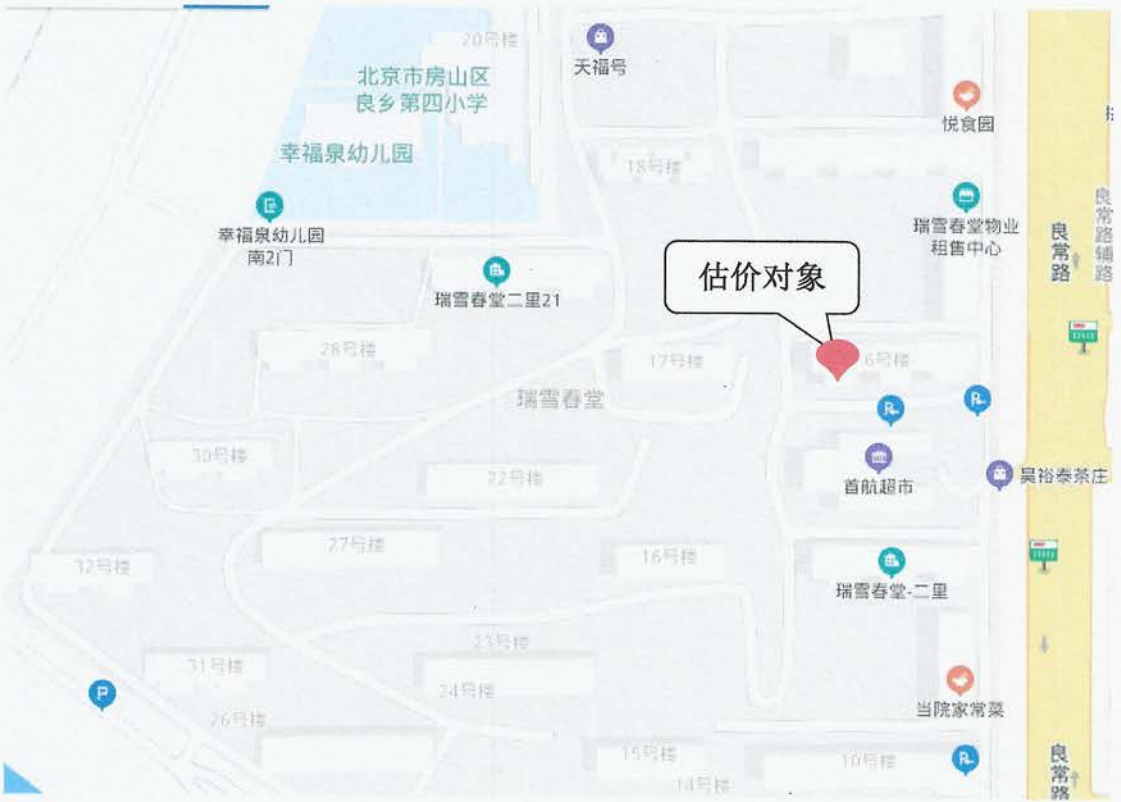 20号楼
天福号
北京市房山区
良乡第四小学
悦食园
幸福泉幼儿园
18号楼
幸福泉幼儿园
南2门
瑞雪春堂物业
租售中心
良常路
良常路辅路
估价对象
瑞雪春堂二里21
28号楼
17号楼
6号楼
瑞雪春堂
30号楼
22号楼
首航超市
吴裕泰茶庄
27号楼
16号楼
32号楼
瑞雪春堂-二里
23号楼
31号楼
24号楼
P
26号楼
当院家常菜
15号楼
10号楼
良常路